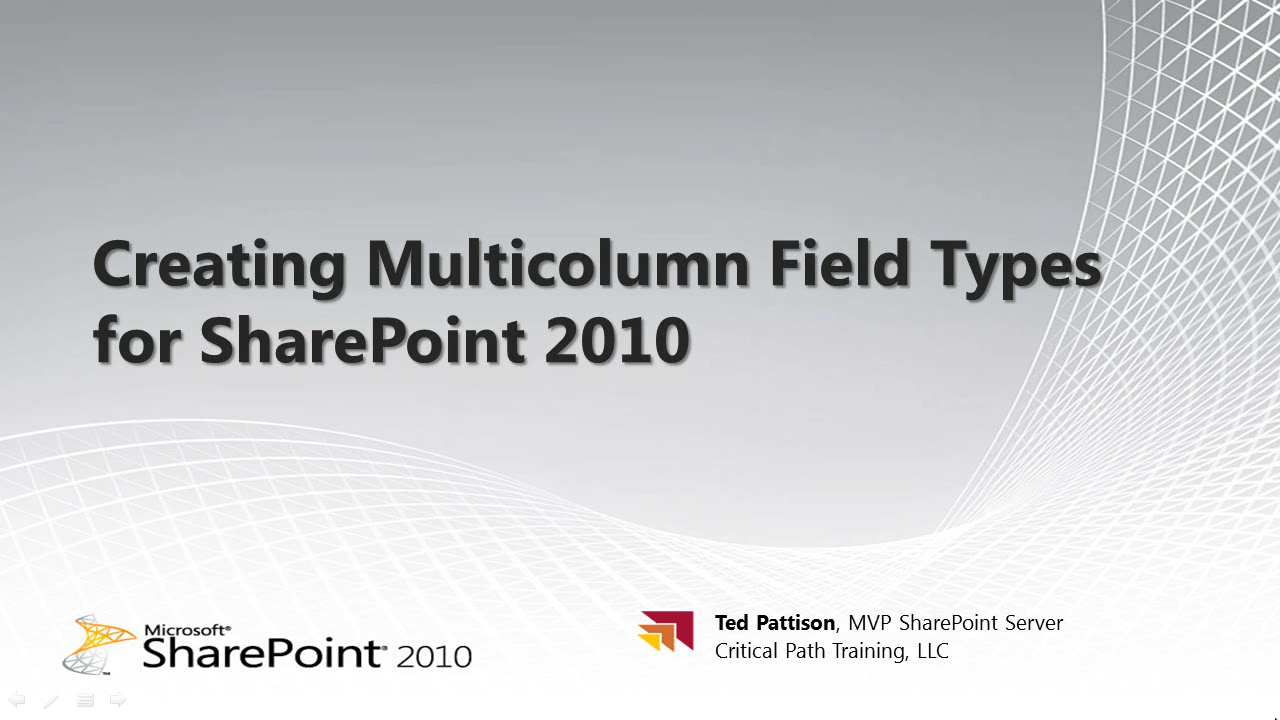 Creating Multicolumn Field Types
for SharePoint 2010
Microsoft®
SharePoint® 2010
™
Ted Pattison, MVP SharePoint Server
Critical Path Training, LLC